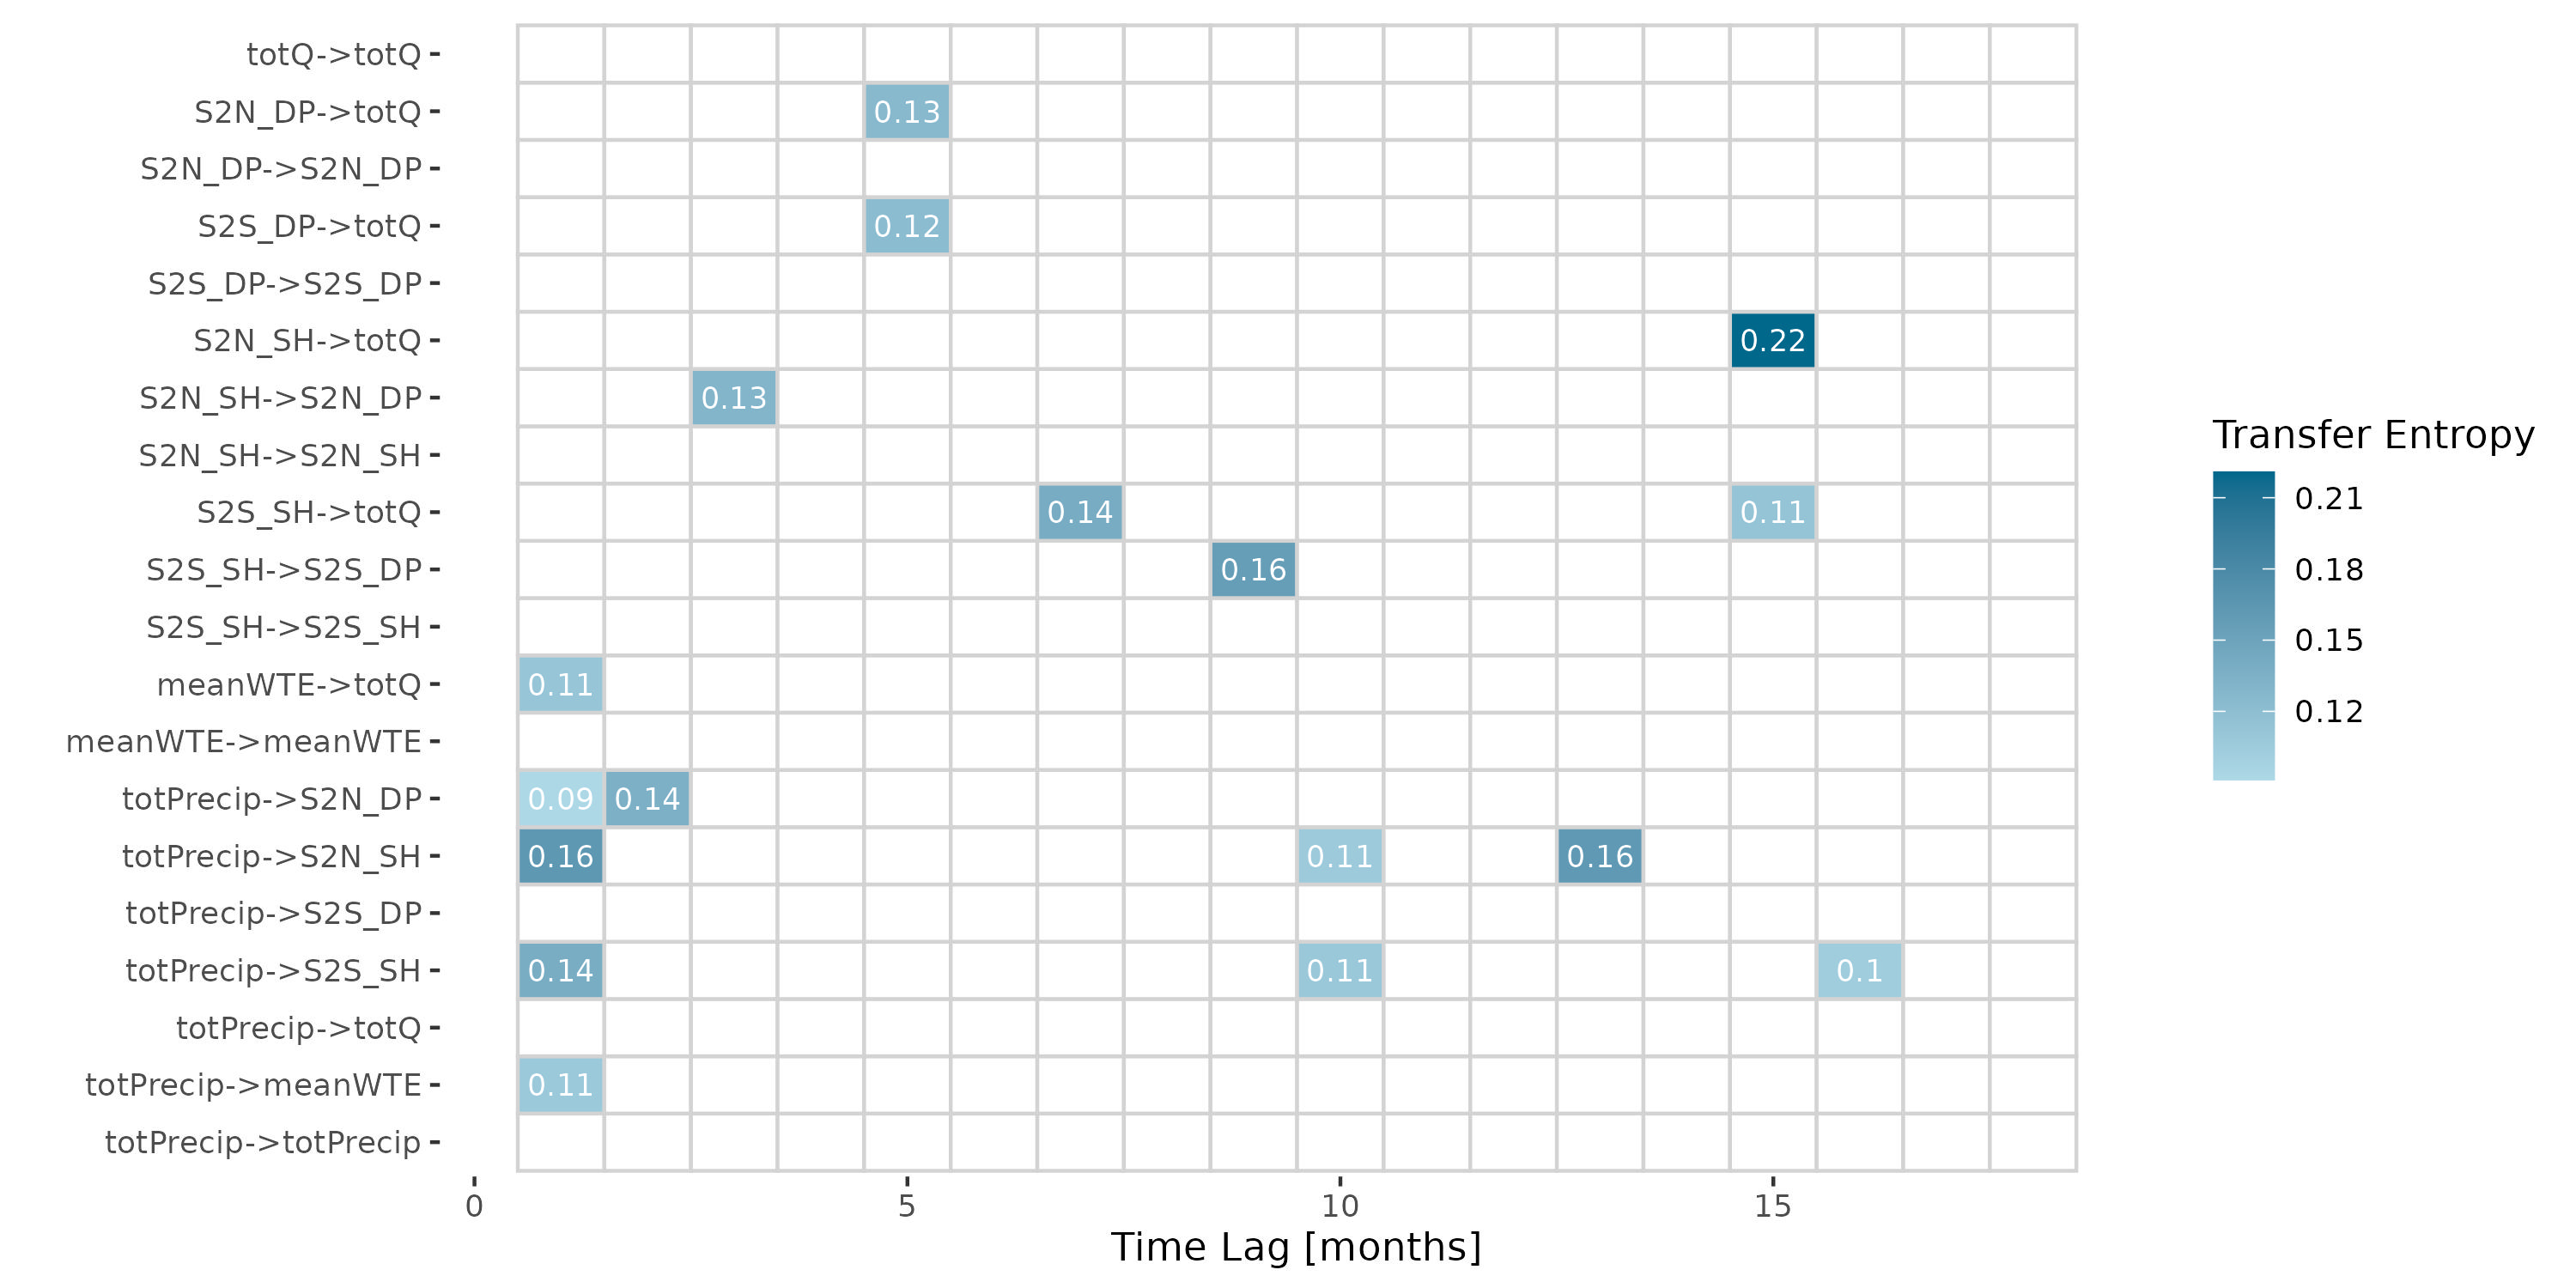 totQ->totQ
S2N_DP->totQ 0.13
S2N_DP->S2N_DP
S2S_DP->totQ 0.12
S2S_DP->S2S_DP
S2N_SH->totQ 0.22
S2N_SH->S2N_DP 0.13
S2N_SH->S2N_SH
S2S_SH->totQ 0.14 0.11
S2S_SH->S2S_DP 0.16
S2S_SH->S2S_SH
meanWTE->totQ 0.11
meanWTE->meanWTE
totPrecip->S2N_DP 0.09 0.14
totPrecip->S2N_SH 0.16 0.11 0.16
totPrecip->S2S_DP
totPrecip->S2S_SH 0.14 0.11 0.1
totPrecip->totQ
totPrecip->meanWTE 0.11
totPrecip->totPrecip
0 5 10 15
Time Lag [months]
Transfer Entropy
0.21
0.18
0.15
0.12